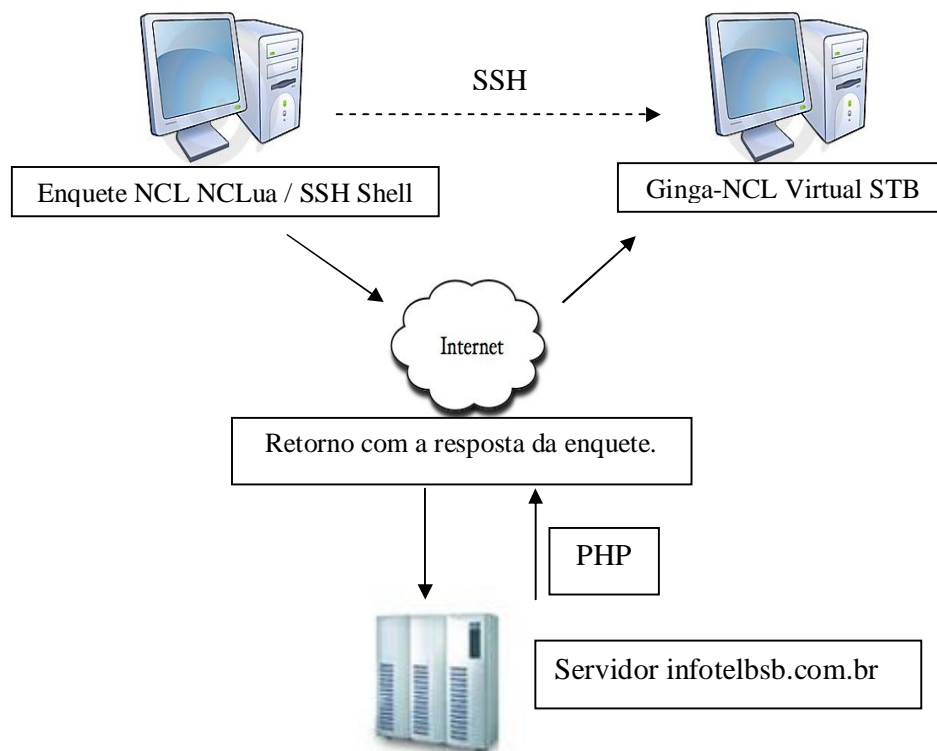 SSH
Enquete NCL NCLua / SSH Shell
Ginga-NCL Virtual STB
Internet
Retorno com a resposta da enquete.
PHP
Servidor infotelbsb.com.br